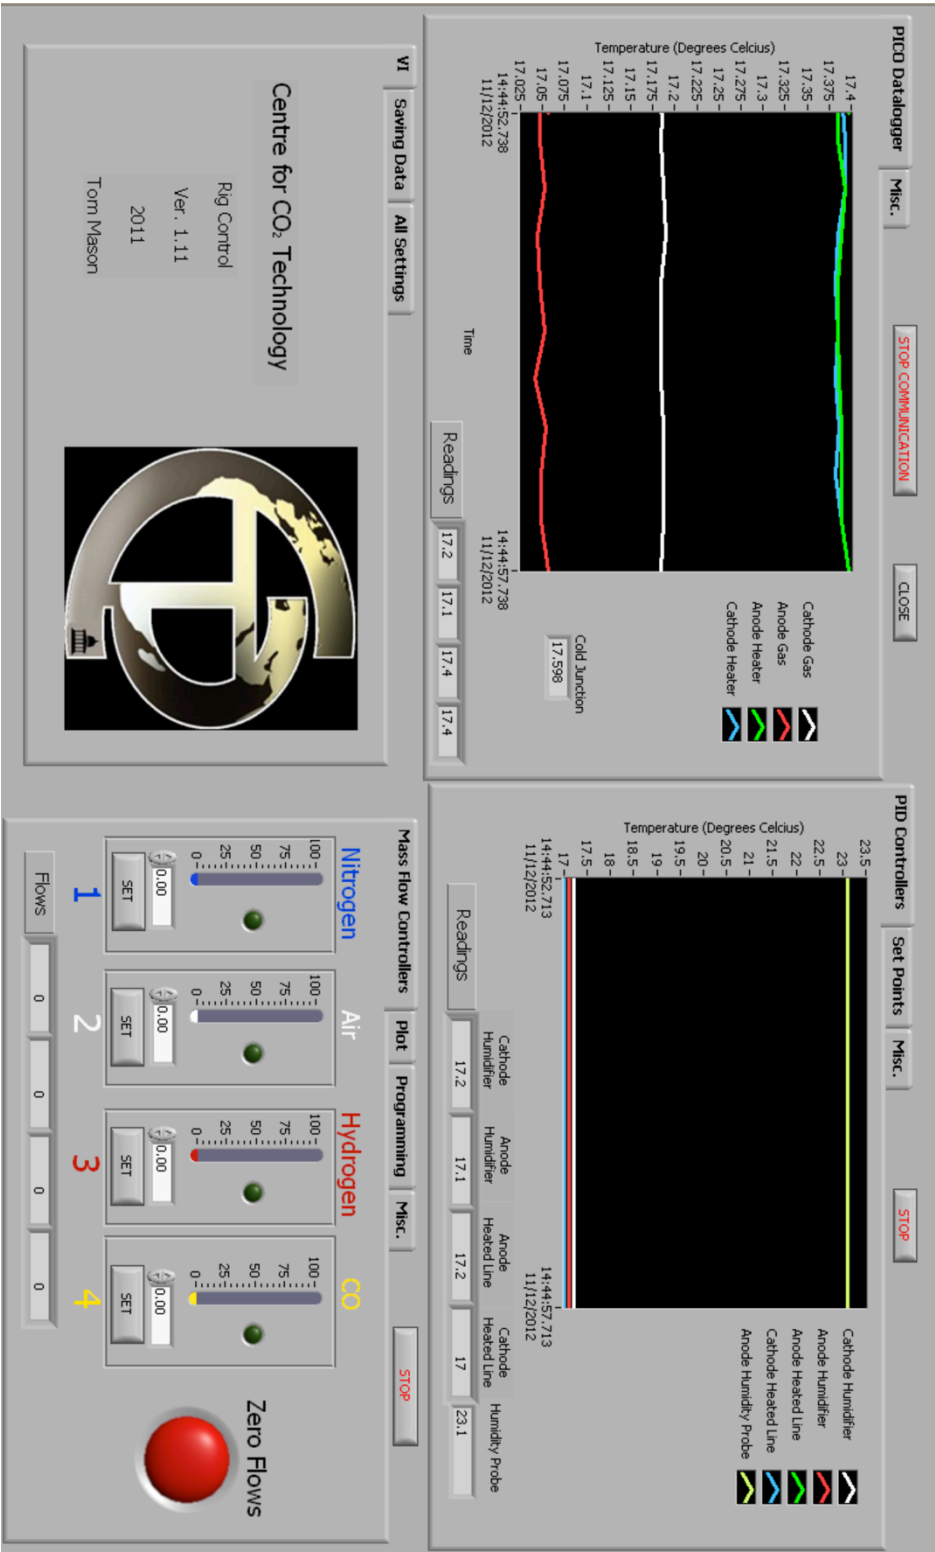 PICO Datalogger
Misc.
STOP COMMUNICATION
CLOSE
Temperature (Degrees Celcius)
17.4
17.375
17.35
17.325
17.3
17.275
17.25
17.225
17.2
17.175
17.15
17.125
17.1
17.075
17.05
17.025
14:44:52.738
11/12/2012
14:44:57.738
11/12/2012
Time
Cathode Gas
Anode Gas
Anode Heater
Cathode Heater
Cold Junction
17.598
Readings
17.2
17.1
17.4
17.4
PID Controllers
Set Points
Misc.
STOP
Temperature (Degrees Celcius)
23.5
23
22.5
22
21.5
21
20.5
20
19.5
19
18.5
18
17.5
17
14:44:52.713
11/12/2012
14:44:57.713
11/12/2012
Cathode Humidifier
Anode Humidifier
Anode Heated Line
Cathode Heated Line
Anode Humidity Probe
Cathode Humidifier
Anode Humidifier
Anode Heated Line
Cathode Heated Line
Humidity Probe
Readings
17.2
17.1
17.2
17
23.1
VI
Saving Data
All Settings
Centre for CO₂ Technology
Rig Control
Ver. 1.11
2011
Tom Mason
Mass Flow Controllers
Plot
Programming
Misc.
STOP
Nitrogen
100
75
50
25
0
0.00
SET
1
Air
100
75
50
25
0
0.00
SET
2
Hydrogen
100
75
50
25
0
0.00
SET
3
CO
100
75
50
25
0
0.00
SET
4
Zero Flows
Flows
0
0
0
0